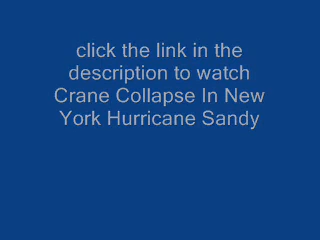 click the link in the
description to watch
Crane Collapse In New
York Hurricane Sandy